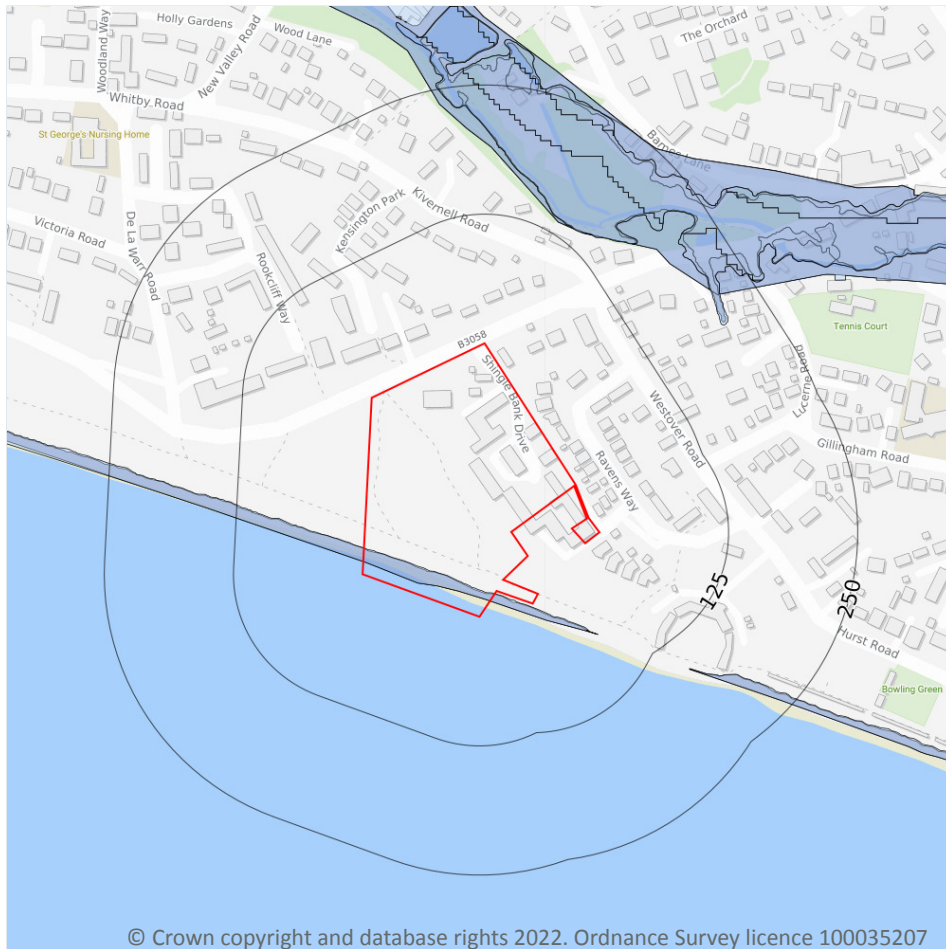 Woodland Way
Holly Gardens
New Valley Road
Wood Lane
The Orchard
Whitby Road
St George's Nursing Home
Barnes Lane
Kensington Park
Kivernell Road
Victoria Road
De La Warr Road
Rookcliff Way
Tennis Court
B3058
Shingle Bank Drive
Westover Road
Lucerne Road
Gillingham Road
Ravens Way
125
250
Hurst Road
Bowling Green
© Crown copyright and database rights 2022. Ordnance Survey licence 100035207